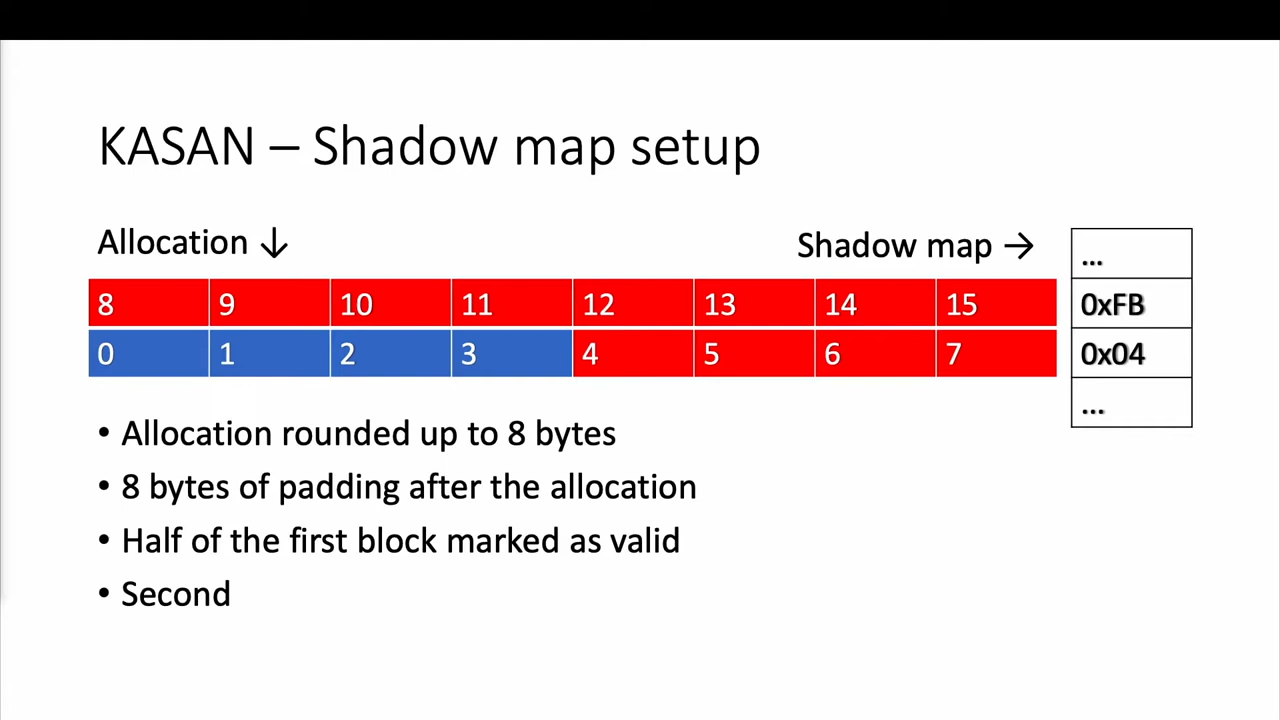 KASAN – Shadow map setup
Allocation ↓
Shadow map →
...
8 9 10 11 12 13 14 15 0xFB
0 1 2 3 4 5 6 7 0x04
...
• Allocation rounded up to 8 bytes
• 8 bytes of padding after the allocation
• Half of the first block marked as valid
• Second